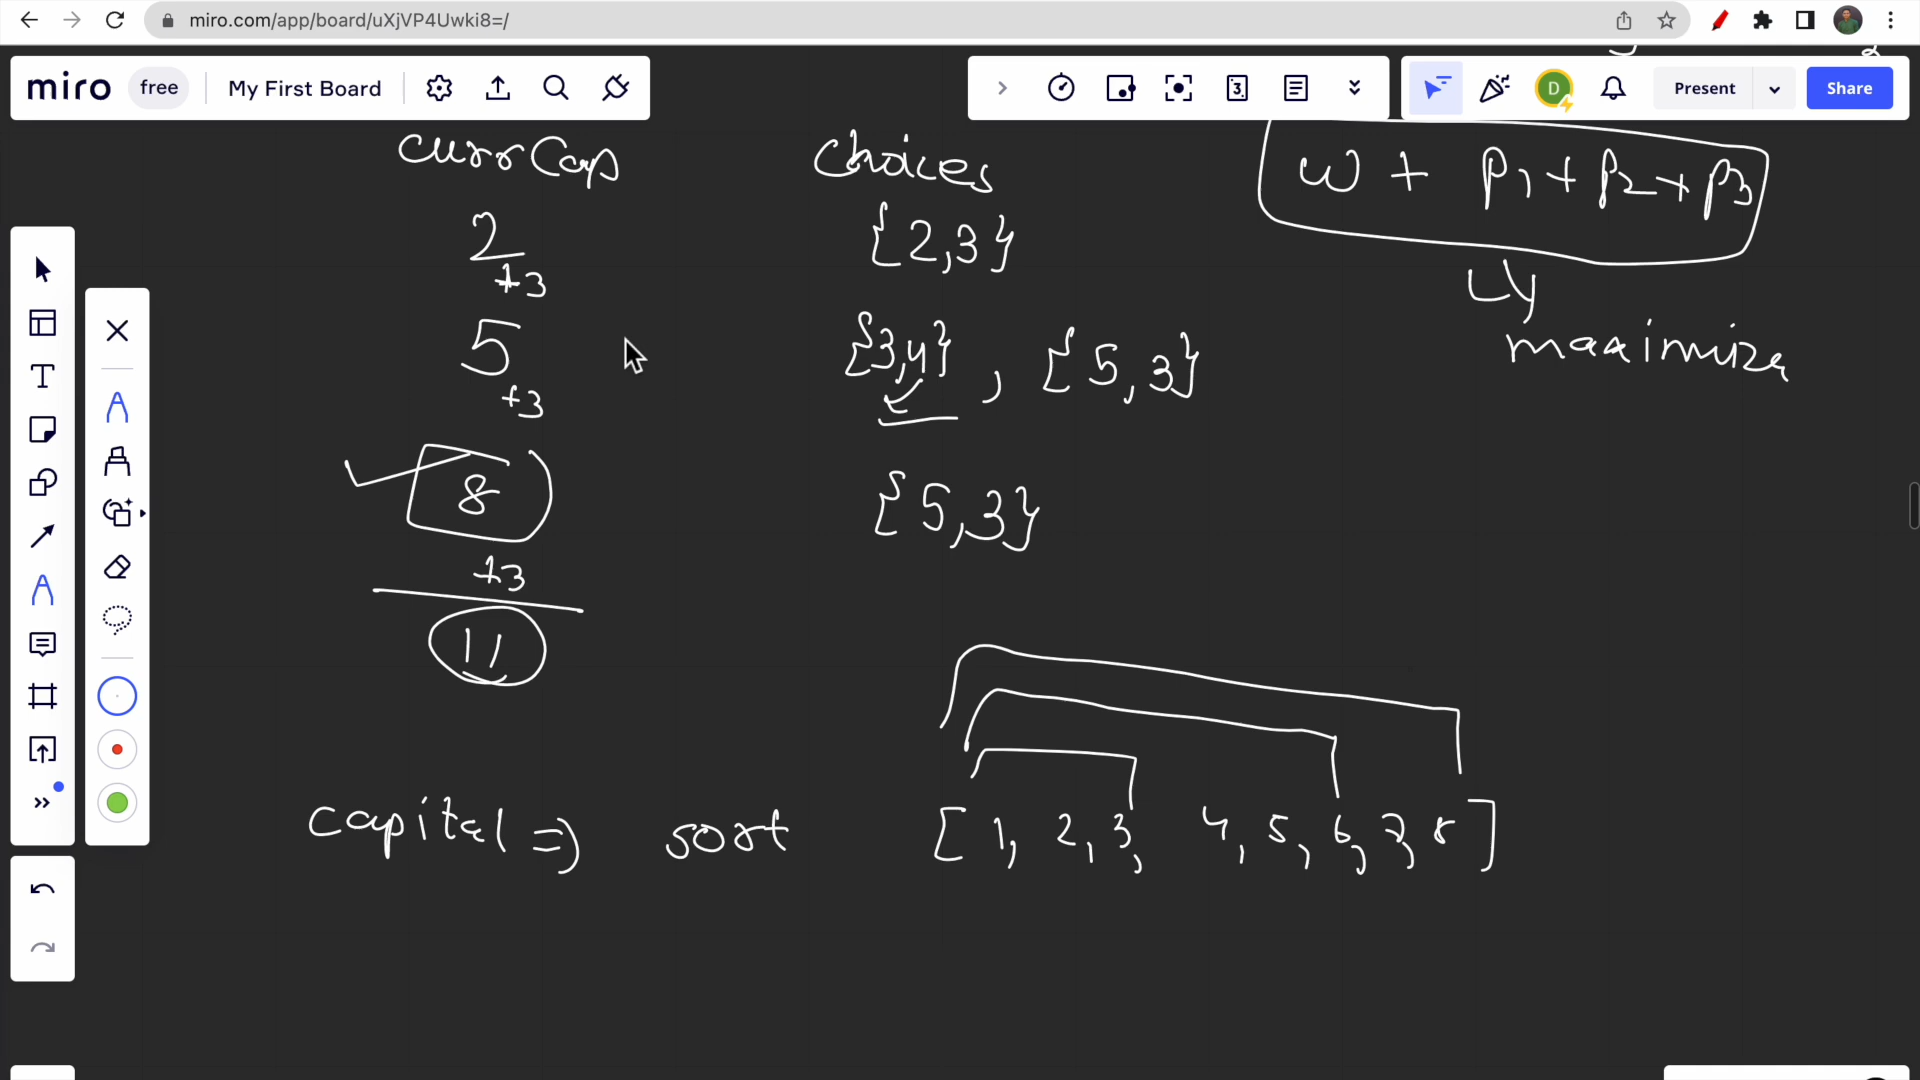 miro.com/app/board/uXjVP4Uwki8=/
miro free My First Board
3
D
Present
Share
currCap choices w + p1 + p2 + p3
2 {2,3}
+3
maximize
5 {3,4} , {5,3}
+3
8 {5,3}
+3
11
T
capital => sort [1, 2, 3, 4, 5, 6, 7, 8]